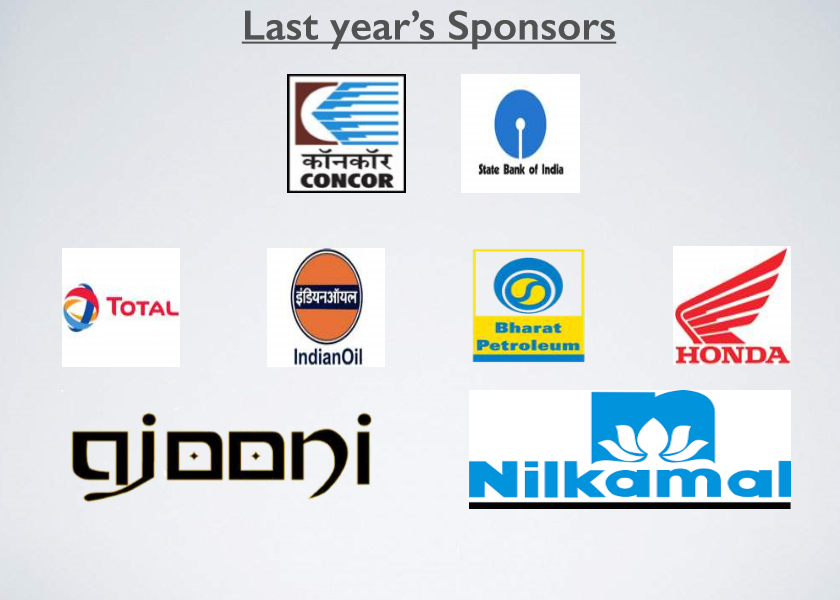 Last year's Sponsors
कॉनकॉर
CONCOR
State Bank of India
TOTAL
इंडियनऑयल
IndianOil
Bharat
Petroleum
HONDA
ajooni
Nilkamal